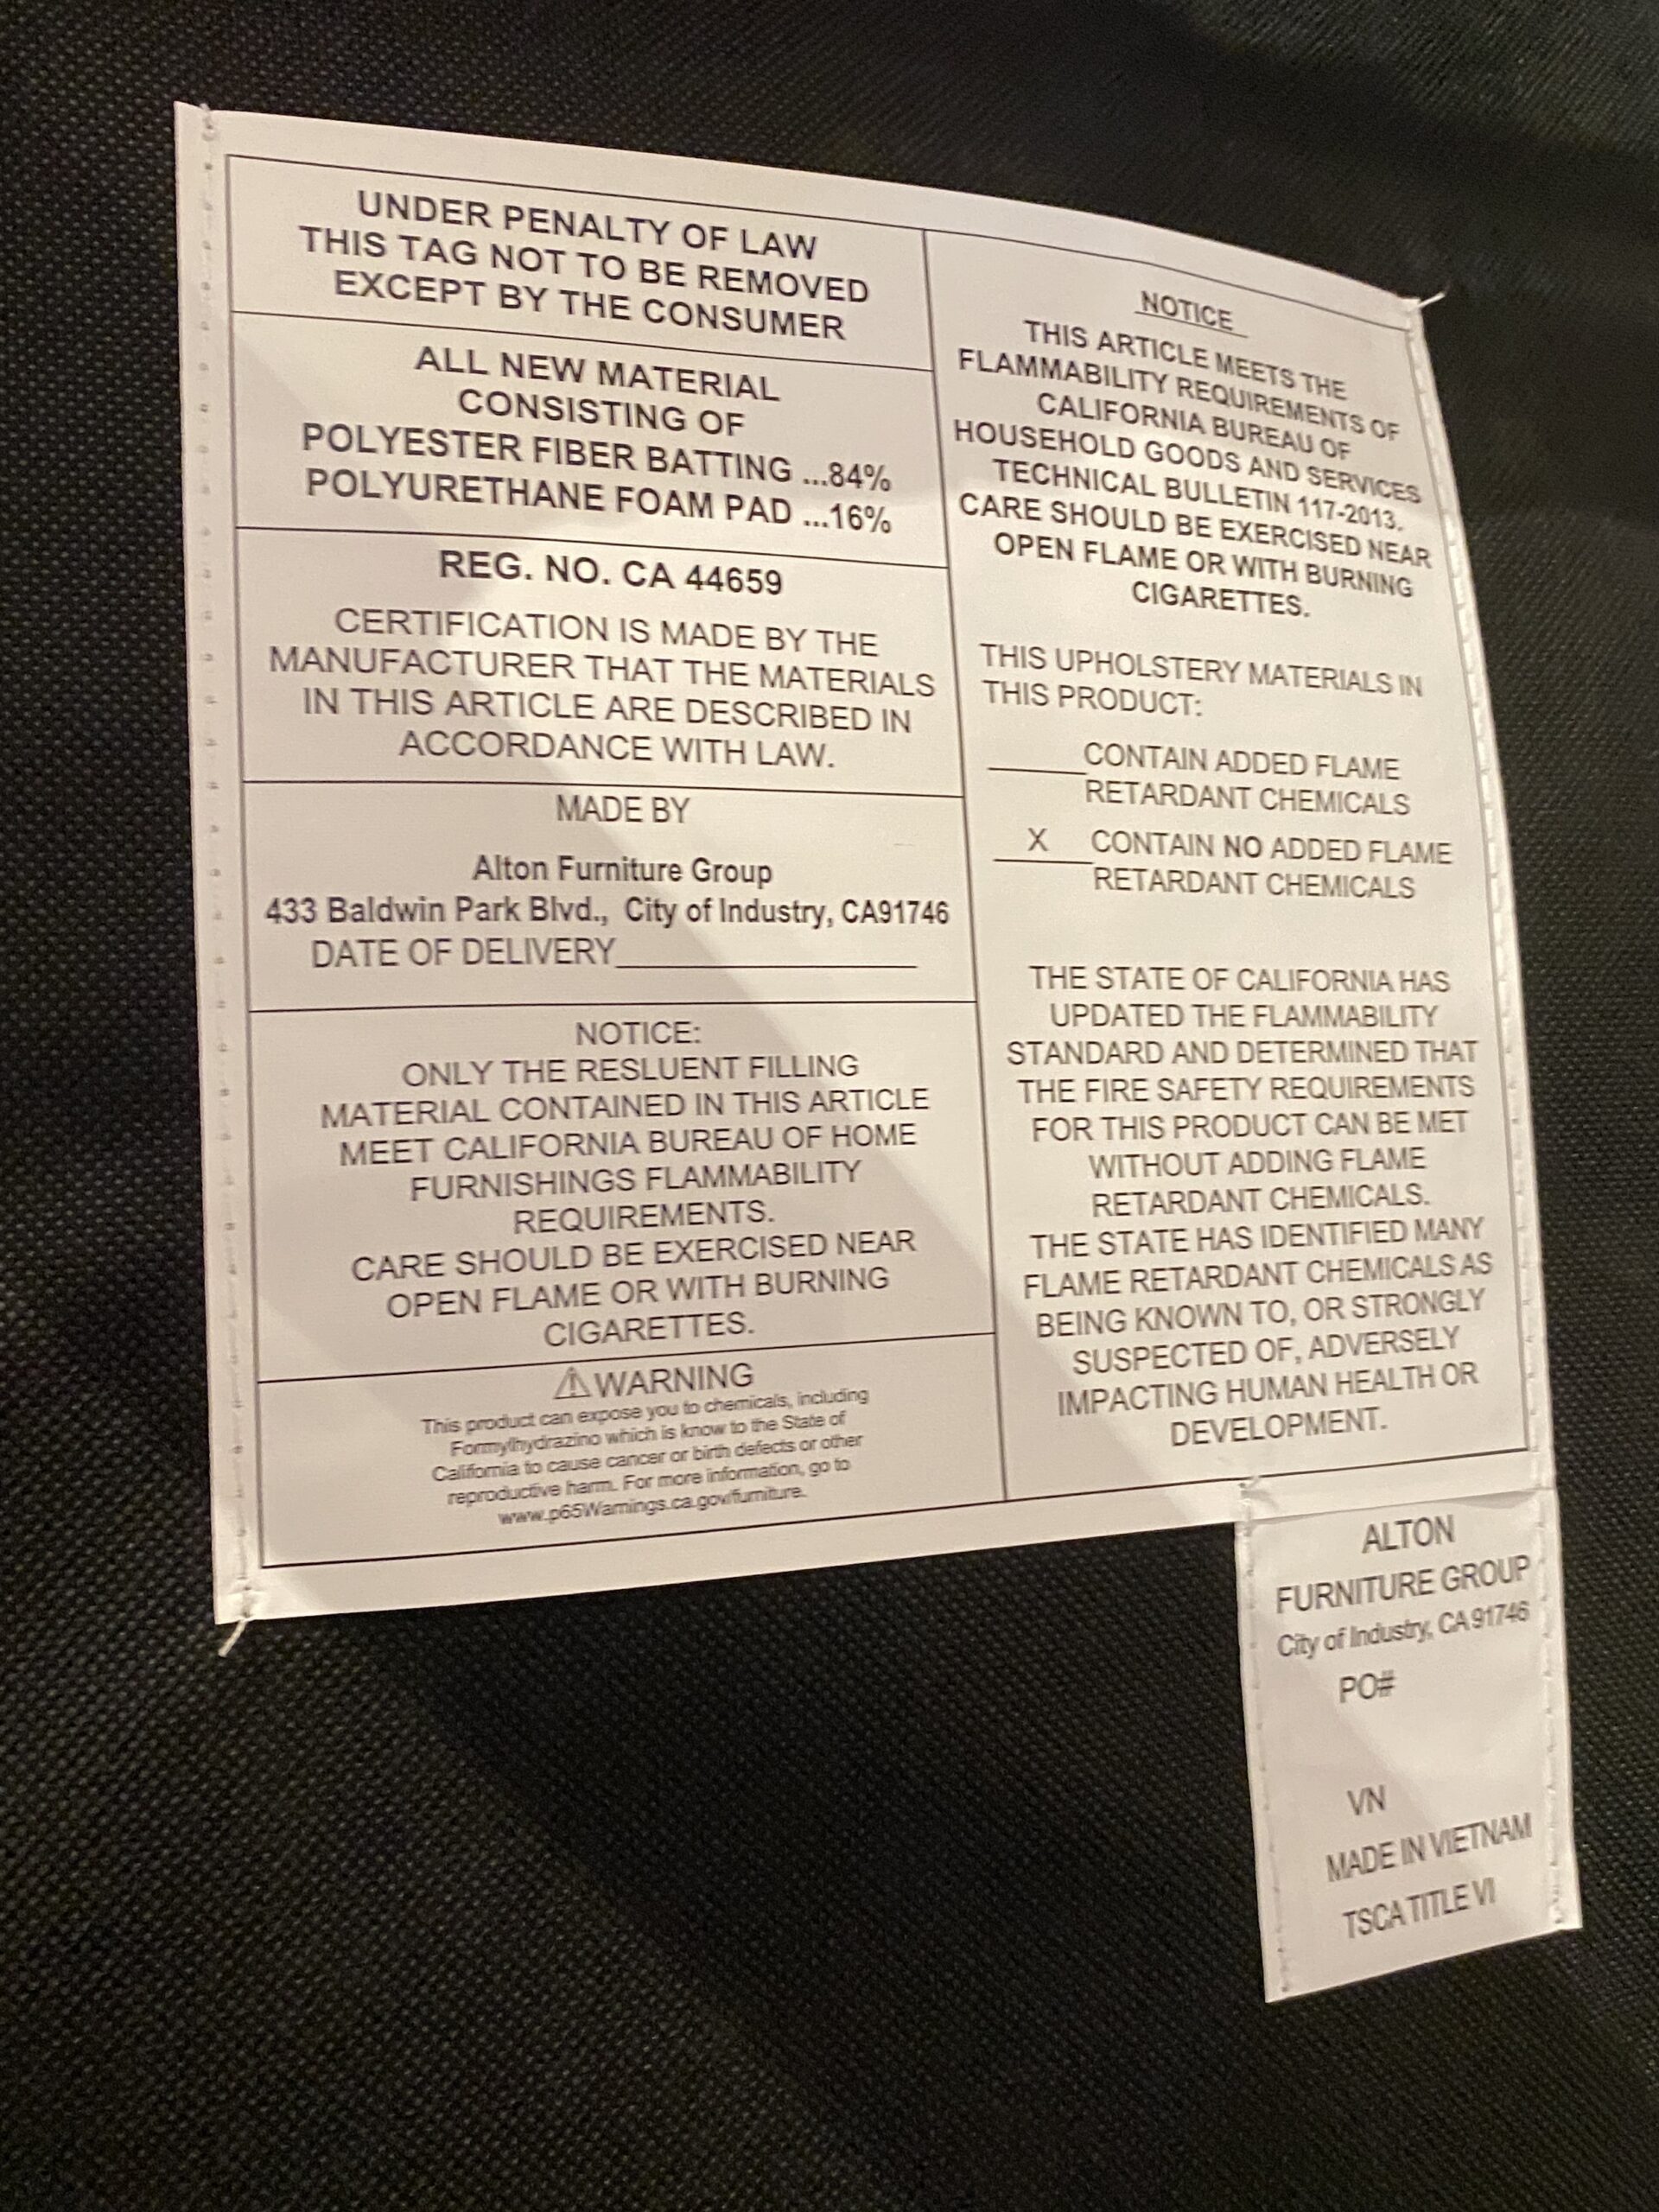 UNDER PENALTY OF LAW
THIS TAG NOT TO BE REMOVED
EXCEPT BY THE CONSUMER
ALL NEW MATERIAL
CONSISTING OF
POLYESTER FIBER BATTING ...84%
POLYURETHANE FOAM PAD ...16%
REG. NO. CA 44659
CERTIFICATION IS MADE BY THE
MANUFACTURER THAT THE MATERIALS
IN THIS ARTICLE ARE DESCRIBED IN
ACCORDANCE WITH LAW.
MADE BY
Alton Furniture Group
433 Baldwin Park Blvd., City of Industry, CA91746
DATE OF DELIVERY
NOTICE:
ONLY THE RESLUENT FILLING
MATERIAL CONTAINED IN THIS ARTICLE
MEET CALIFORNIA BUREAU OF HOME
FURNISHINGS FLAMMABILITY
REQUIREMENTS.
CARE SHOULD BE EXERCISED NEAR
OPEN FLAME OR WITH BURNING
CIGARETTES.
⚠WARNING
This product can expose you to chemicals, including
Formylhydrazino which is know to the State of
California to cause cancer or birth defects or other
reproductive harm. For more information, go to
www.p65Warnings.ca.gov/furniture.
NOTICE
THIS ARTICLE MEETS THE
FLAMMABILITY REQUIREMENTS OF
CALIFORNIA BUREAU OF
HOUSEHOLD GOODS AND SERVICES
TECHNICAL BULLETIN 117-2013.
CARE SHOULD BE EXERCISED NEAR
OPEN FLAME OR WITH BURNING
CIGARETTES.
THIS UPHOLSTERY MATERIALS IN
THIS PRODUCT:
CONTAIN ADDED FLAME
RETARDANT CHEMICALS
X CONTAIN NO ADDED FLAME
RETARDANT CHEMICALS
THE STATE OF CALIFORNIA HAS
UPDATED THE FLAMMABILITY
STANDARD AND DETERMINED THAT
THE FIRE SAFETY REQUIREMENTS
FOR THIS PRODUCT CAN BE MET
WITHOUT ADDING FLAME
RETARDANT CHEMICALS.
THE STATE HAS IDENTIFIED MANY
FLAME RETARDANT CHEMICALS AS
BEING KNOWN TO, OR STRONGLY
SUSPECTED OF, ADVERSELY
IMPACTING HUMAN HEALTH OR
DEVELOPMENT.
ALTON
FURNITURE GROUP
City of Industry, CA 91746
PO#
VN
MADE IN VIETNAM
TSCA TITLE VI